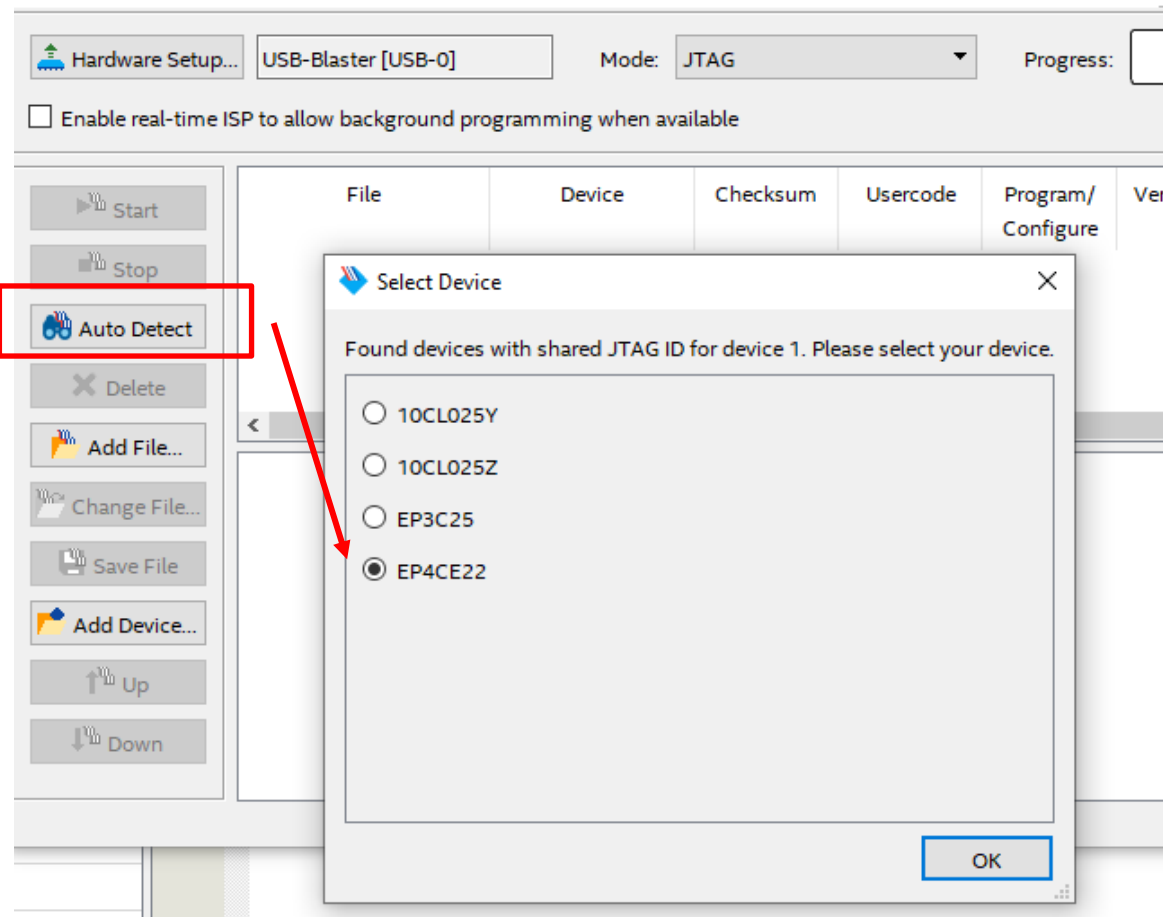 Hardware Setup... USB-Blaster [USB-0] Mode: JTAG Progress:
Enable real-time ISP to allow background programming when available
Start
Stop
Auto Detect
Delete
Add File...
Change File...
Save File
Add Device...
Up
Down
File Device Checksum Usercode Program/
Configure
Select Device
Found devices with shared JTAG ID for device 1. Please select your device.
10CL025Y
10CL025Z
EP3C25
EP4CE22
OK